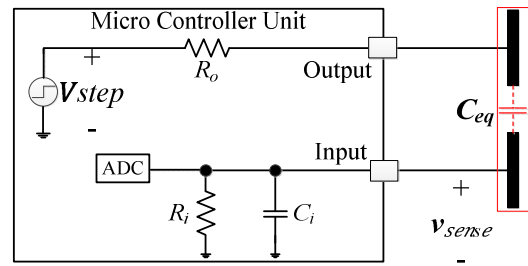 Micro Controller Unit
+
Ro
Output
Vstep
-
Ceq
Input
ADC
+
Ri
Ci
vsense
-